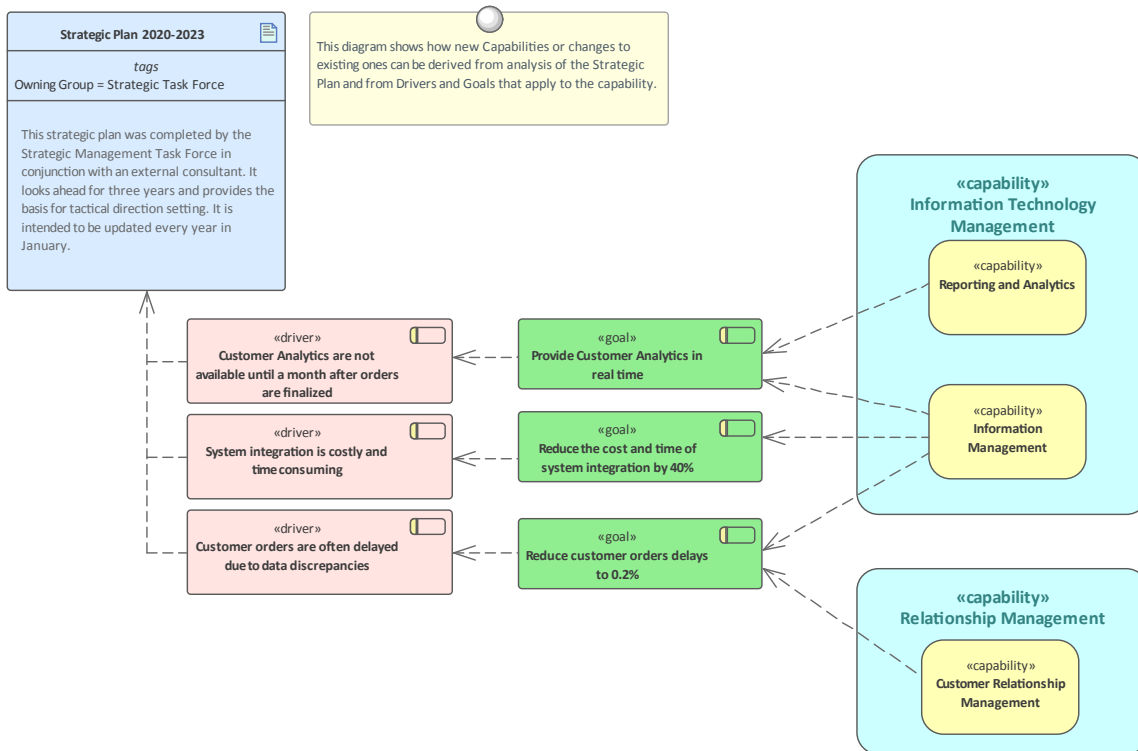 Strategic Plan 2020-2023
tags
Owning Group = Strategic Task Force
This strategic plan was completed by the
Strategic Management Task Force in
conjunction with an external consultant. It
looks ahead for three years and provides the
basis for tactical direction setting. It is
intended to be updated every year in
January.
This diagram shows how new Capabilities or changes to
existing ones can be derived from analysis of the Strategic
Plan and from Drivers and Goals that apply to the capability.
«driver»
Customer Analytics are not
available until a month after orders
are finalized
«driver»
System integration is costly and
time consuming
«driver»
Customer orders are often delayed
due to data discrepancies
«goal»
Provide Customer Analytics in
real time
«goal»
Reduce the cost and time of
system integration by 40%
«goal»
Reduce customer orders delays
to 0.2%
«capability»
Information Technology
Management
«capability»
Reporting and Analytics
«capability»
Information
Management
«capability»
Relationship Management
«capability»
Customer Relationship
Management